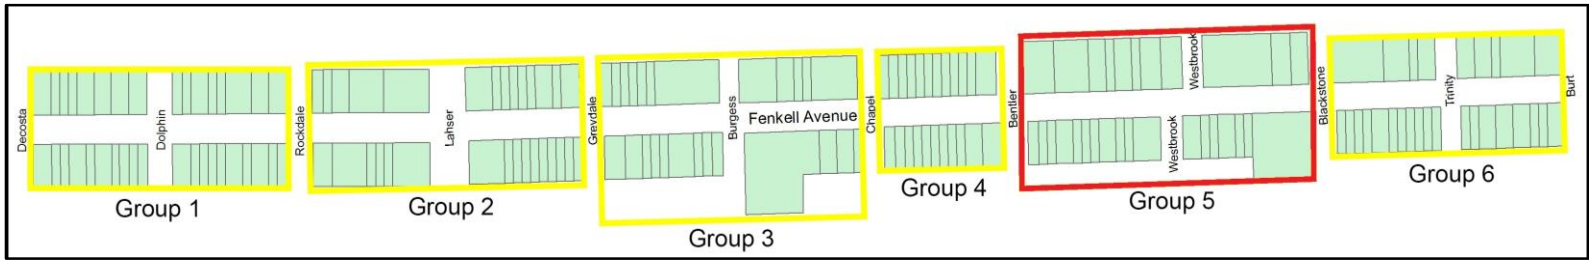 Decosta
Dolphin
Rockdale
Lahser
Grevdale
Burgess
Fenkell Avenue
Chapel
Bentler
Westbrook
Westbrook
Blackstone
Trinity
Burt
Group 1
Group 2
Group 3
Group 4
Group 5
Group 6